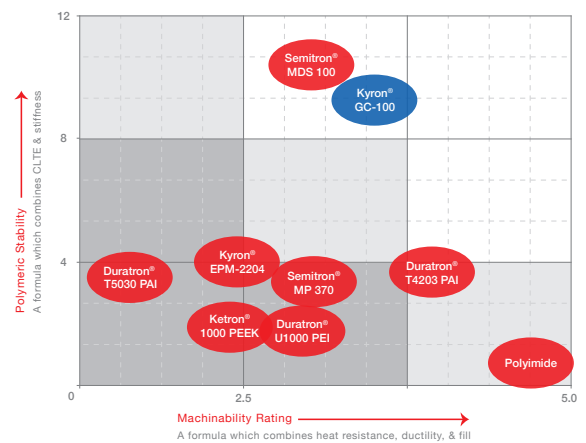 12
8
4
0
2.5
5.0
Polymeric Stability
A formula which combines CLTE & stiffness
Semitron®
MDS 100
Kyron®
GC-100
Duratron®
T5030 PAI
Kyron®
EPM-2204
Semitron®
MP 370
Duratron®
T4203 PAI
Ketron®
1000 PEEK
Duratron®
U1000 PEI
Polyimide
Machinability Rating
A formula which combines heat resistance, ductility, & fill